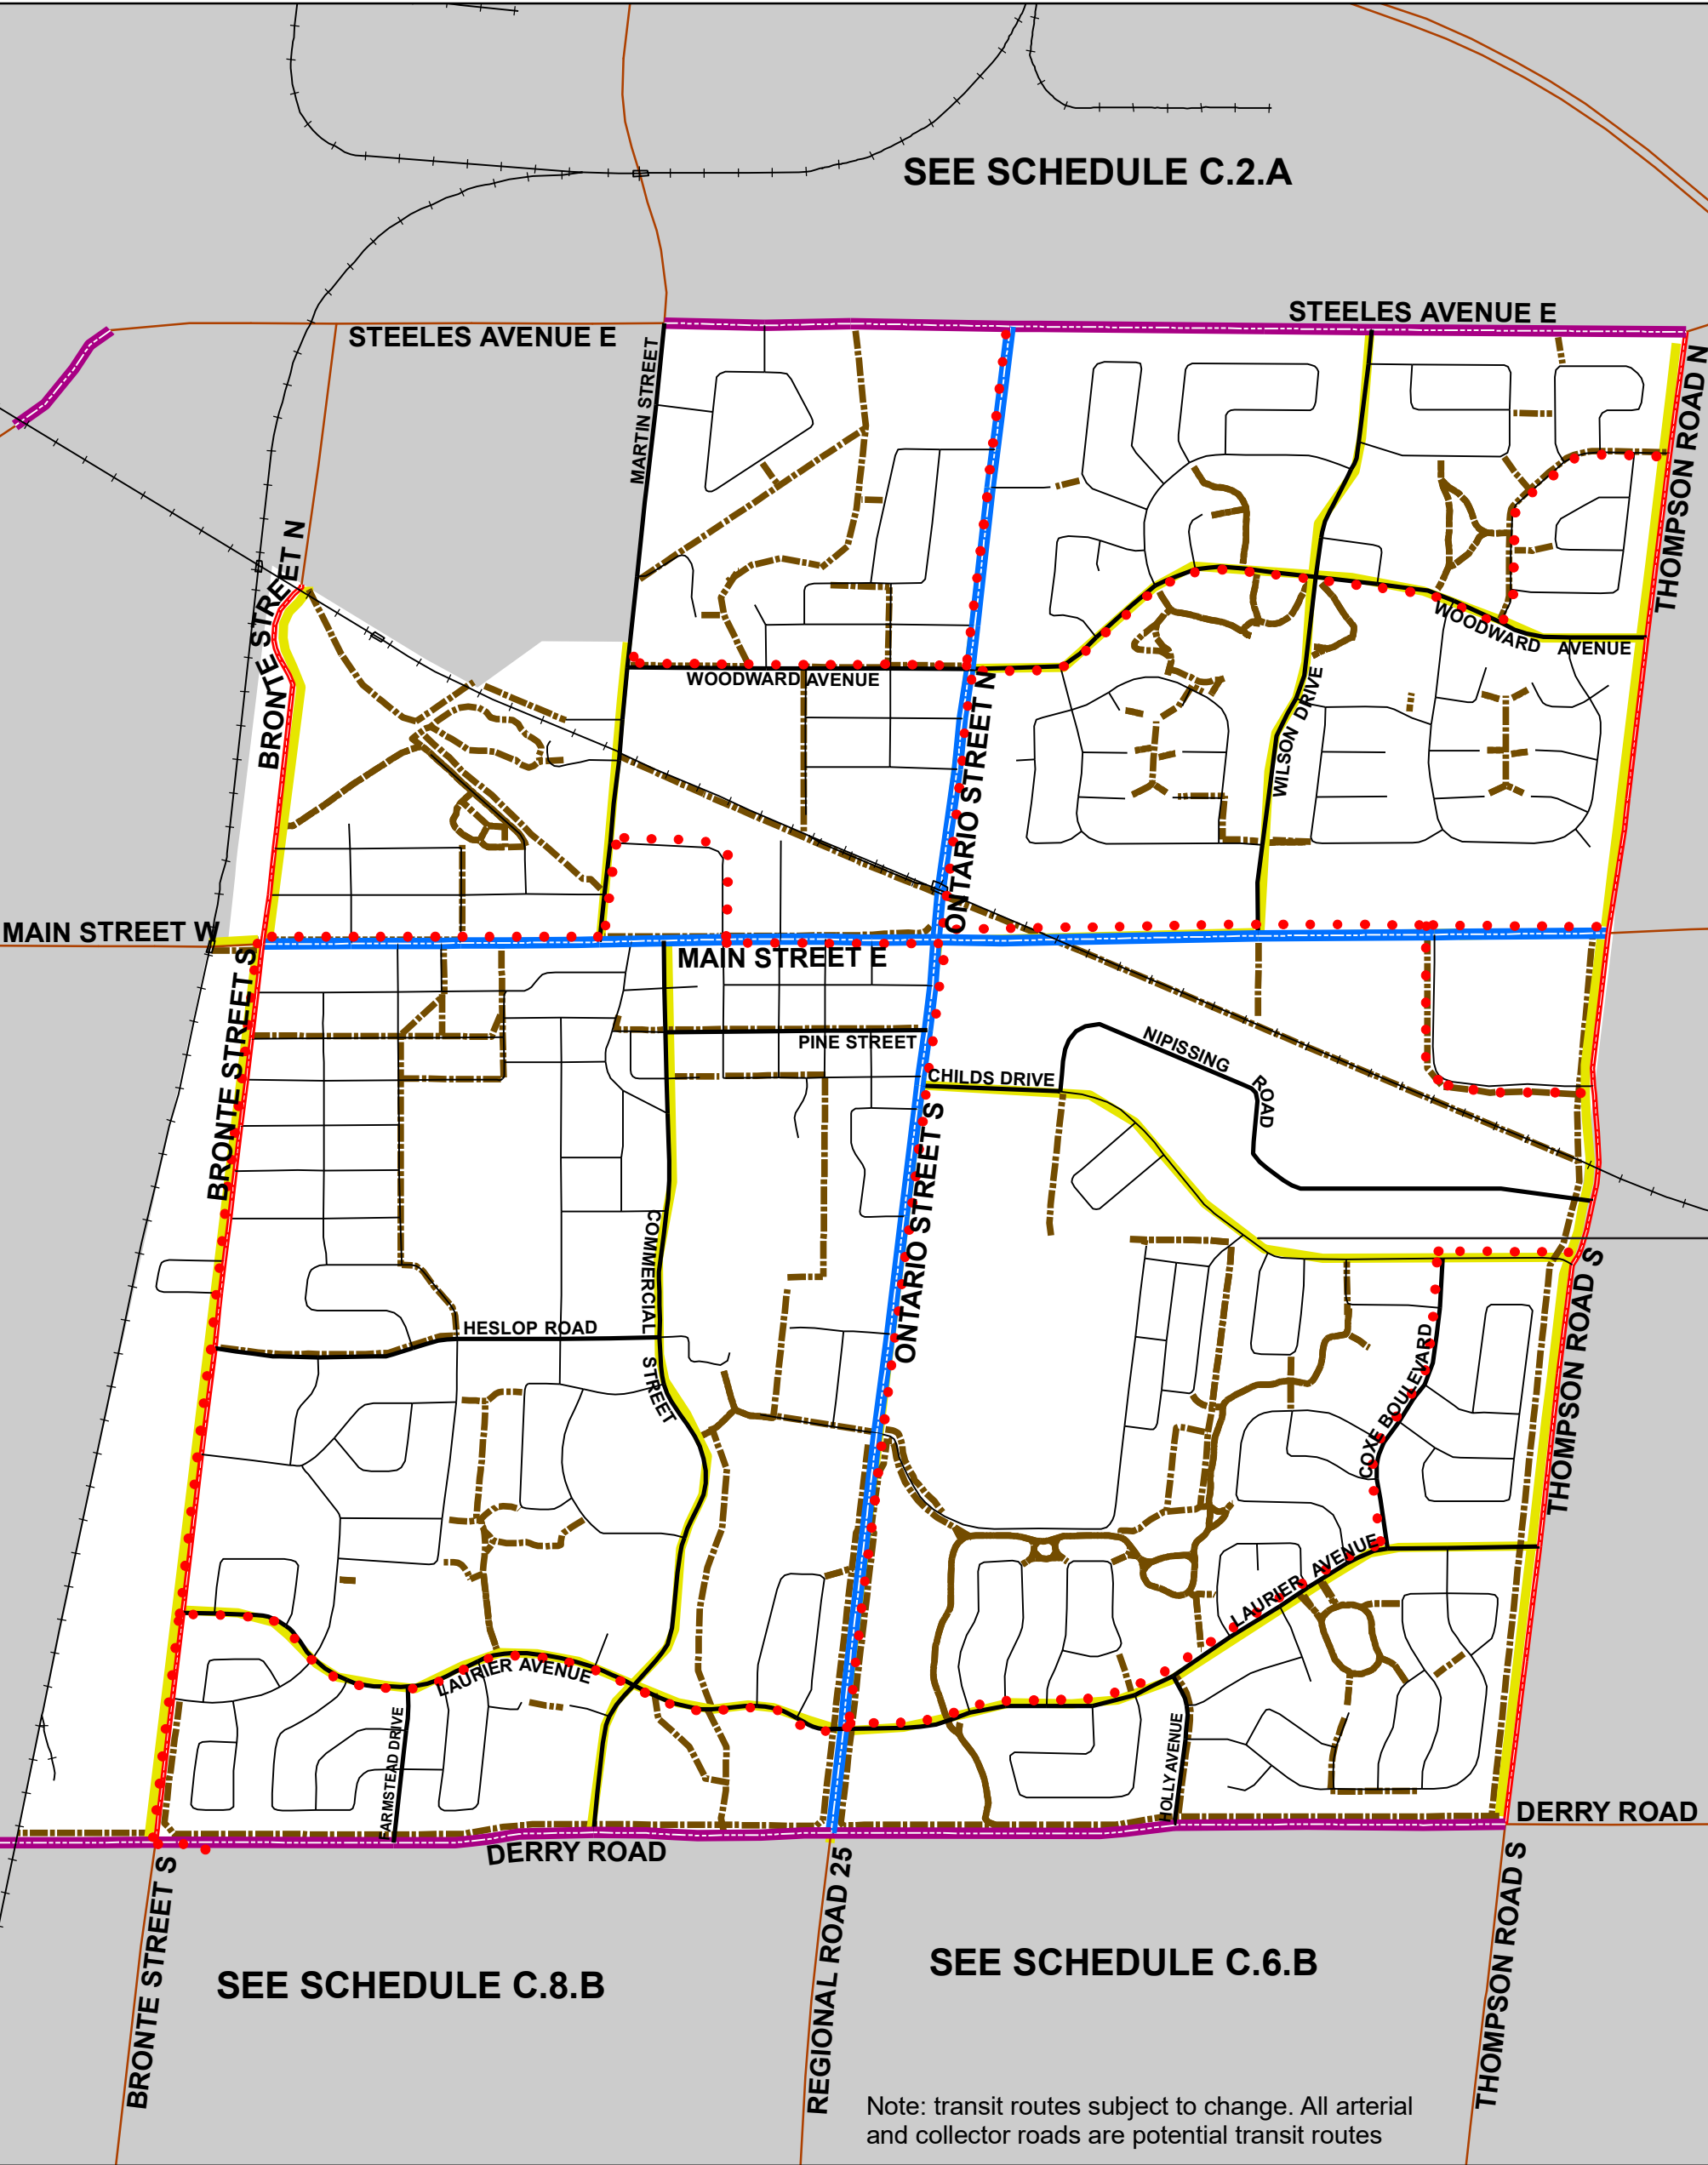 SEE SCHEDULE C.2.A
STEELES AVENUE E
STEELES AVENUE E
MARTIN STREET
THOMPSON ROAD N
BRONTE STREET N
WOODWARD AVENUE
WOODWARD AVENUE
WILSON DRIVE
ONTARIO STREET N
MAIN STREET W
MAIN STREET E
BRONTE STREET S
PINE STREET
NIPISSING ROAD
CHILDS DRIVE
ONTARIO STREET S
COMMERCIAL STREET
HESLOP ROAD
THOMPSON ROAD S
COXE BOULEVARD
LAURIER AVENUE
LAURIER AVENUE
FARMSTEAD DRIVE
HOLLY AVENUE
DERRY ROAD
DERRY ROAD
BRONTE STREET S
REGIONAL ROAD 25
THOMPSON ROAD S
SEE SCHEDULE C.8.B
SEE SCHEDULE C.6.B
Note: transit routes subject to change. All arterial
and collector roads are potential transit routes